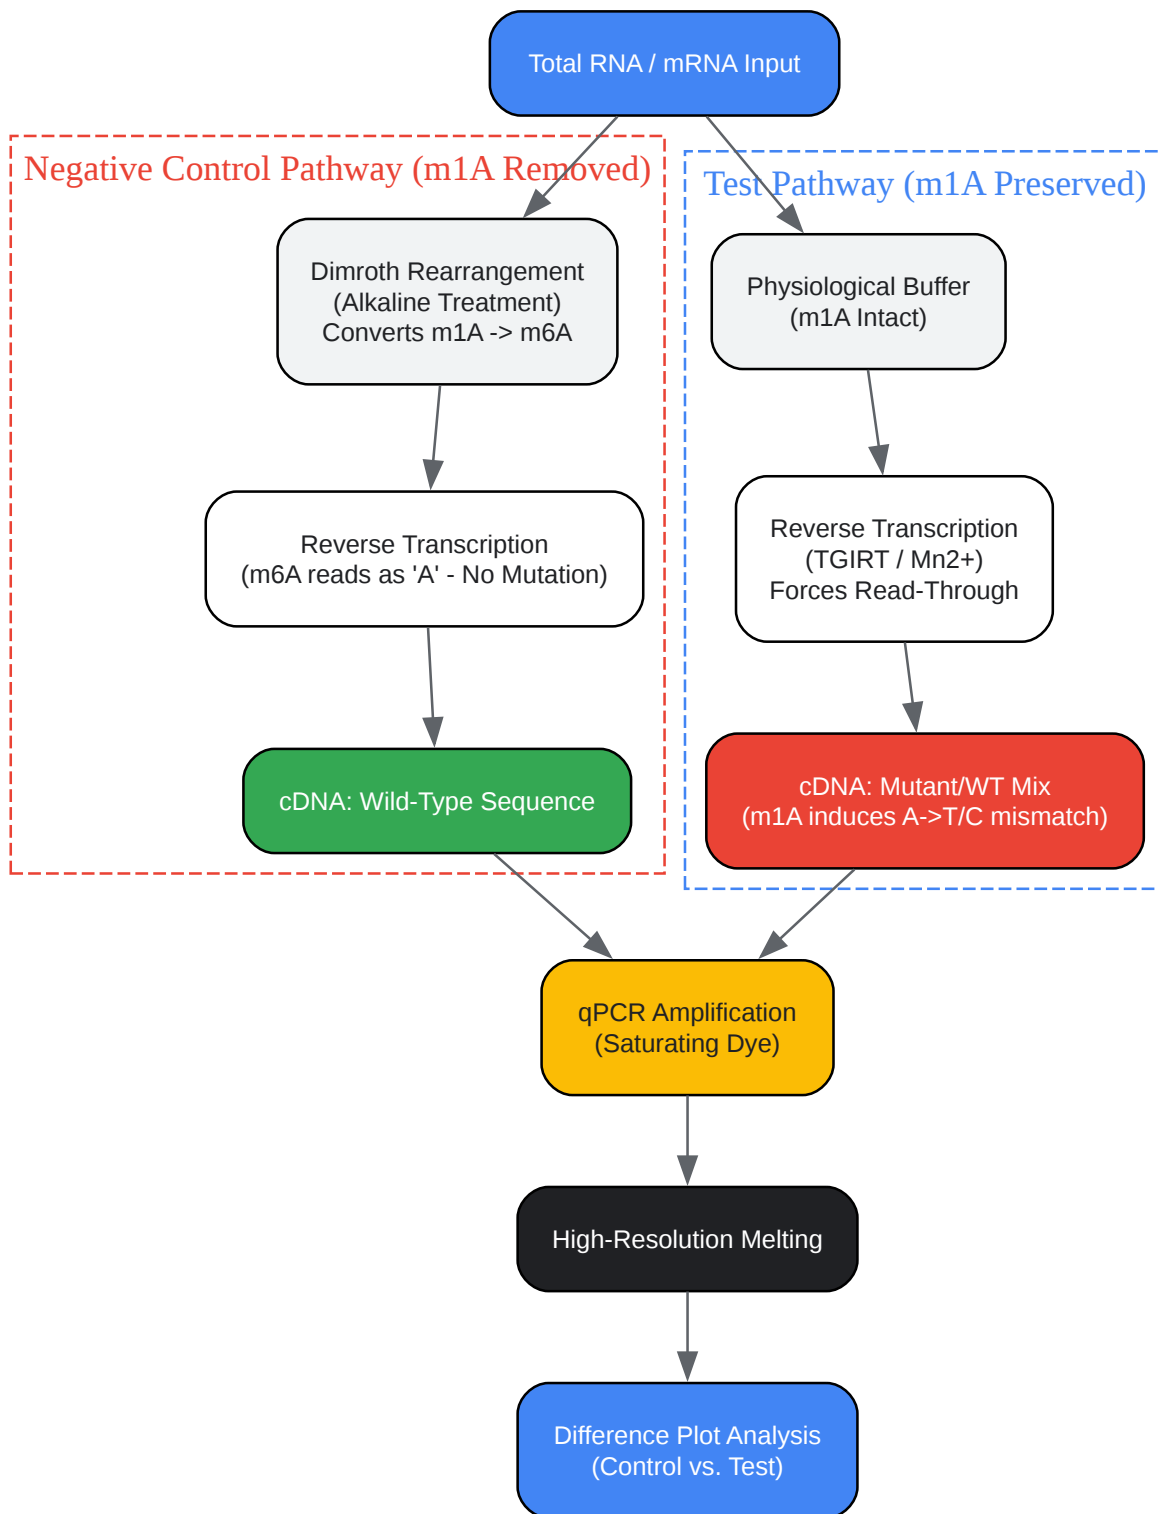 Total RNA / mRNA Input
Negative Control Pathway (m1A Removed)
Test Pathway (m1A Preserved)
Dimroth Rearrangement
(Alkaline Treatment)
Converts m1A -> m6A
Physiological Buffer
(m1A Intact)
Reverse Transcription
(m6A reads as 'A' - No Mutation)
Reverse Transcription
(TGIRT / Mn2+)
Forces Read-Through
cDNA: Wild-Type Sequence
cDNA: Mutant/WT Mix
(m1A induces A->T/C mismatch)
qPCR Amplification
(Saturating Dye)
High-Resolution Melting
Difference Plot Analysis
(Control vs. Test)